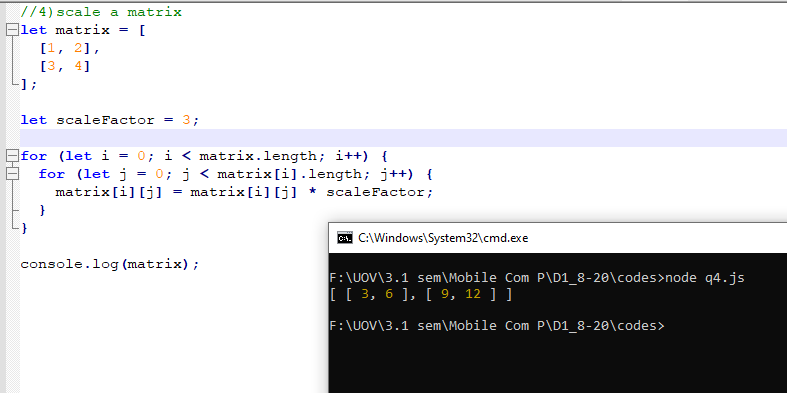 //4)scale a matrix
let matrix = [
[1, 2],
[3, 4]
];
let scaleFactor = 3;
for (let i = 0; i < matrix.length; i++) {
for (let j = 0; j < matrix[i].length; j++) {
matrix[i][j] = matrix[i][j] * scaleFactor;
}
}
console.log(matrix);
C:\Windows\System32\cmd.exe
F:\UOV\3.1 sem\Mobile Com P\D1_8-20\codes>node q4.js
[ [ 3, 6 ], [ 9, 12 ] ]
F:\UOV\3.1 sem\Mobile Com P\D1_8-20\codes>